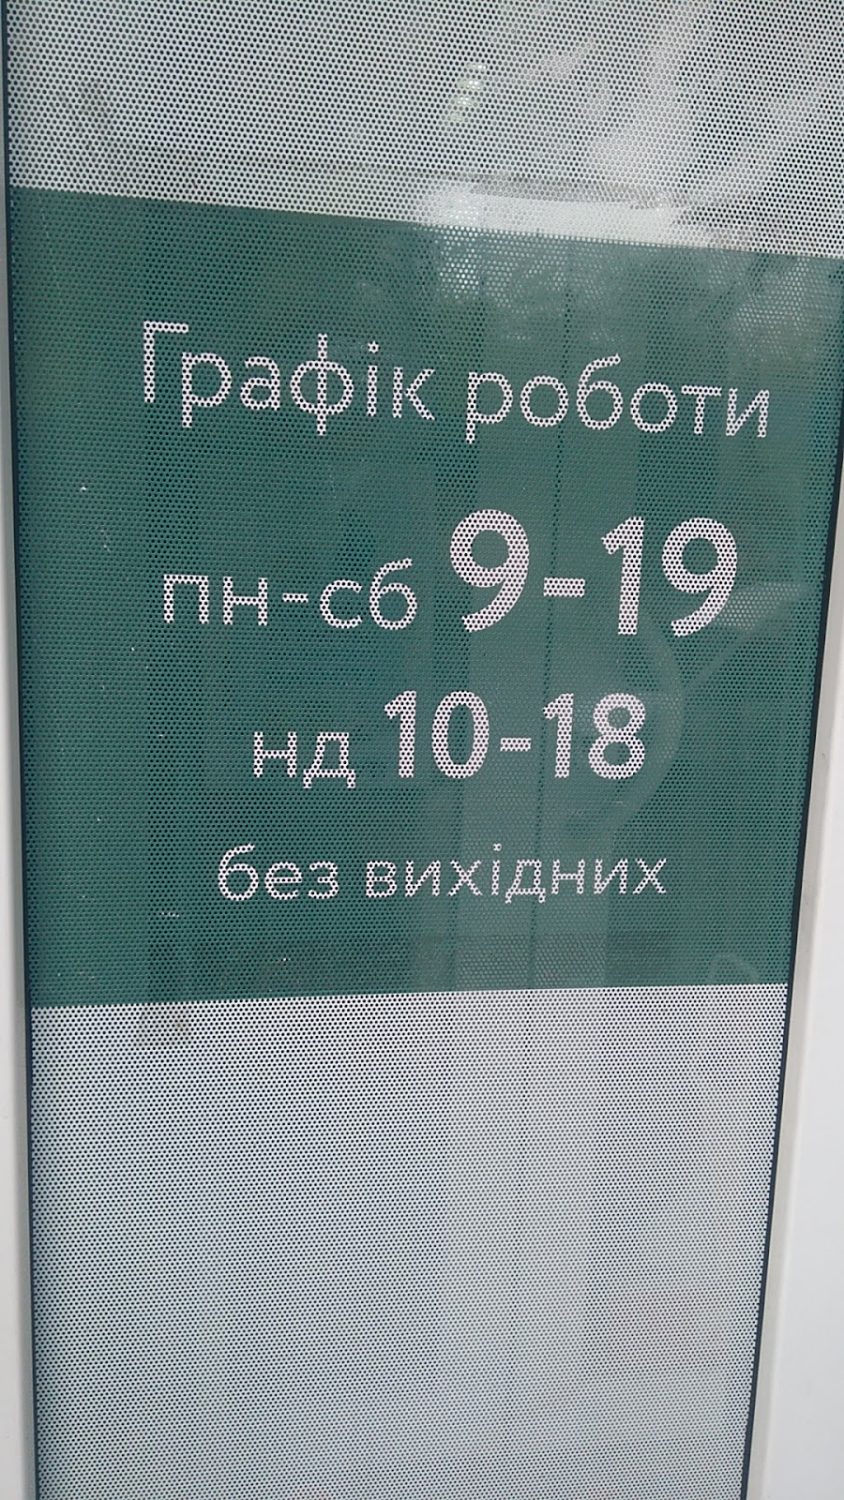 Графік роботи
пн-сб 9-19
нд 10-18
без вихідних